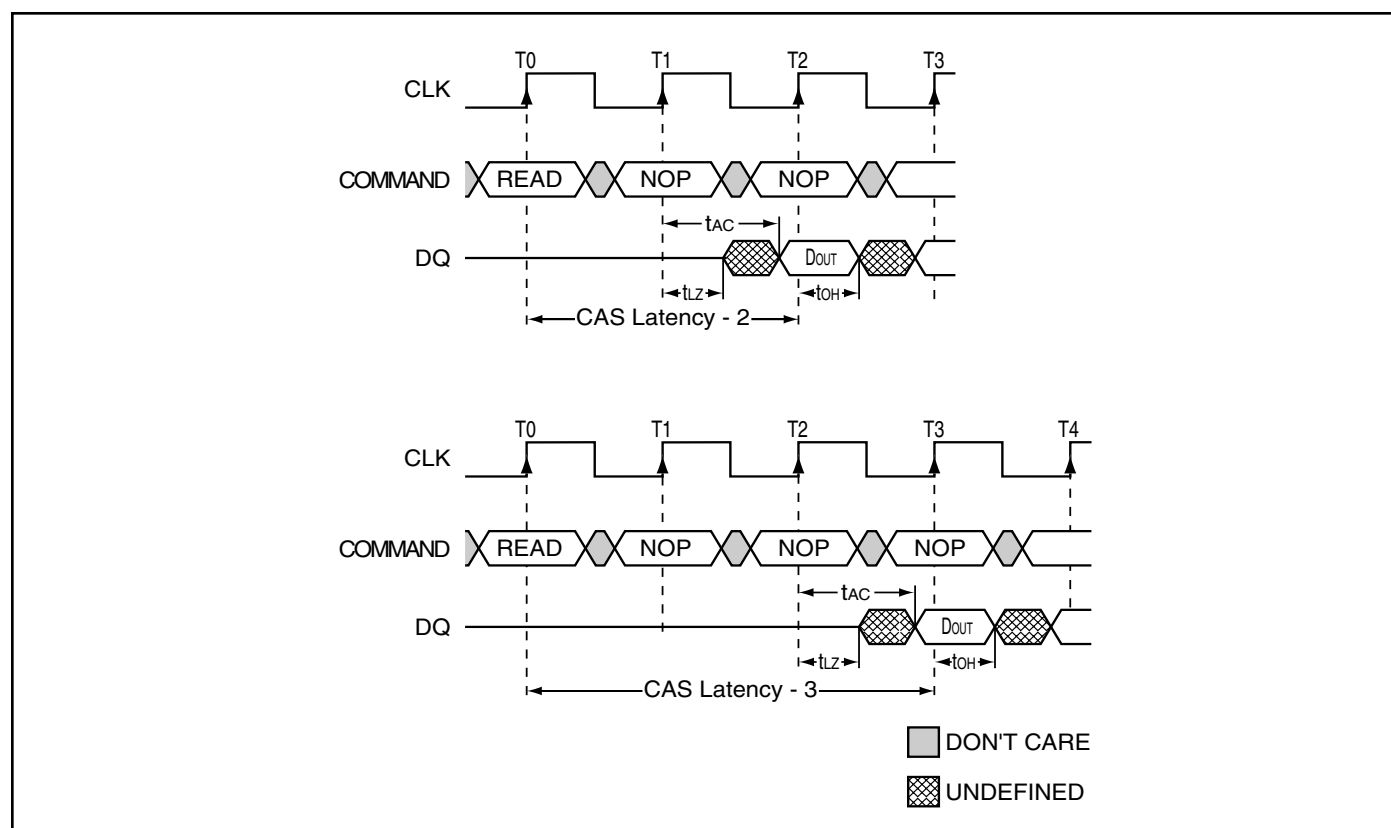 T0 T1 T2 T3
CLK
COMMAND READ NOP NOP
tAC
DQ DOUT
tLZ tOH
CAS Latency - 2
T0 T1 T2 T3 T4
CLK
COMMAND READ NOP NOP NOP
tAC
DQ DOUT
tLZ tOH
CAS Latency - 3
DON'T CARE
UNDEFINED